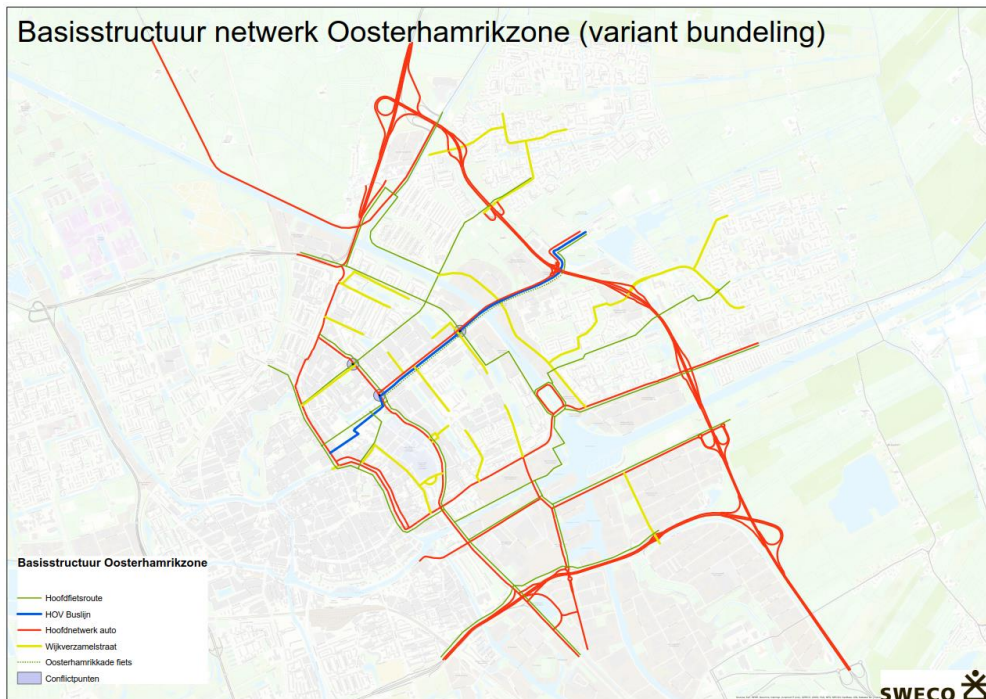 Basisstructuur netwerk Oosterhamrikzone (variant bundeling)
Basisstructuur Oosterhamrikzone
Hoofdfietsroute
HOV Buslijn
Hoofdnetwerk auto
Wijkverzamelstraat
Oosterhamrikkade fiets
Conflictpunten
SWECO